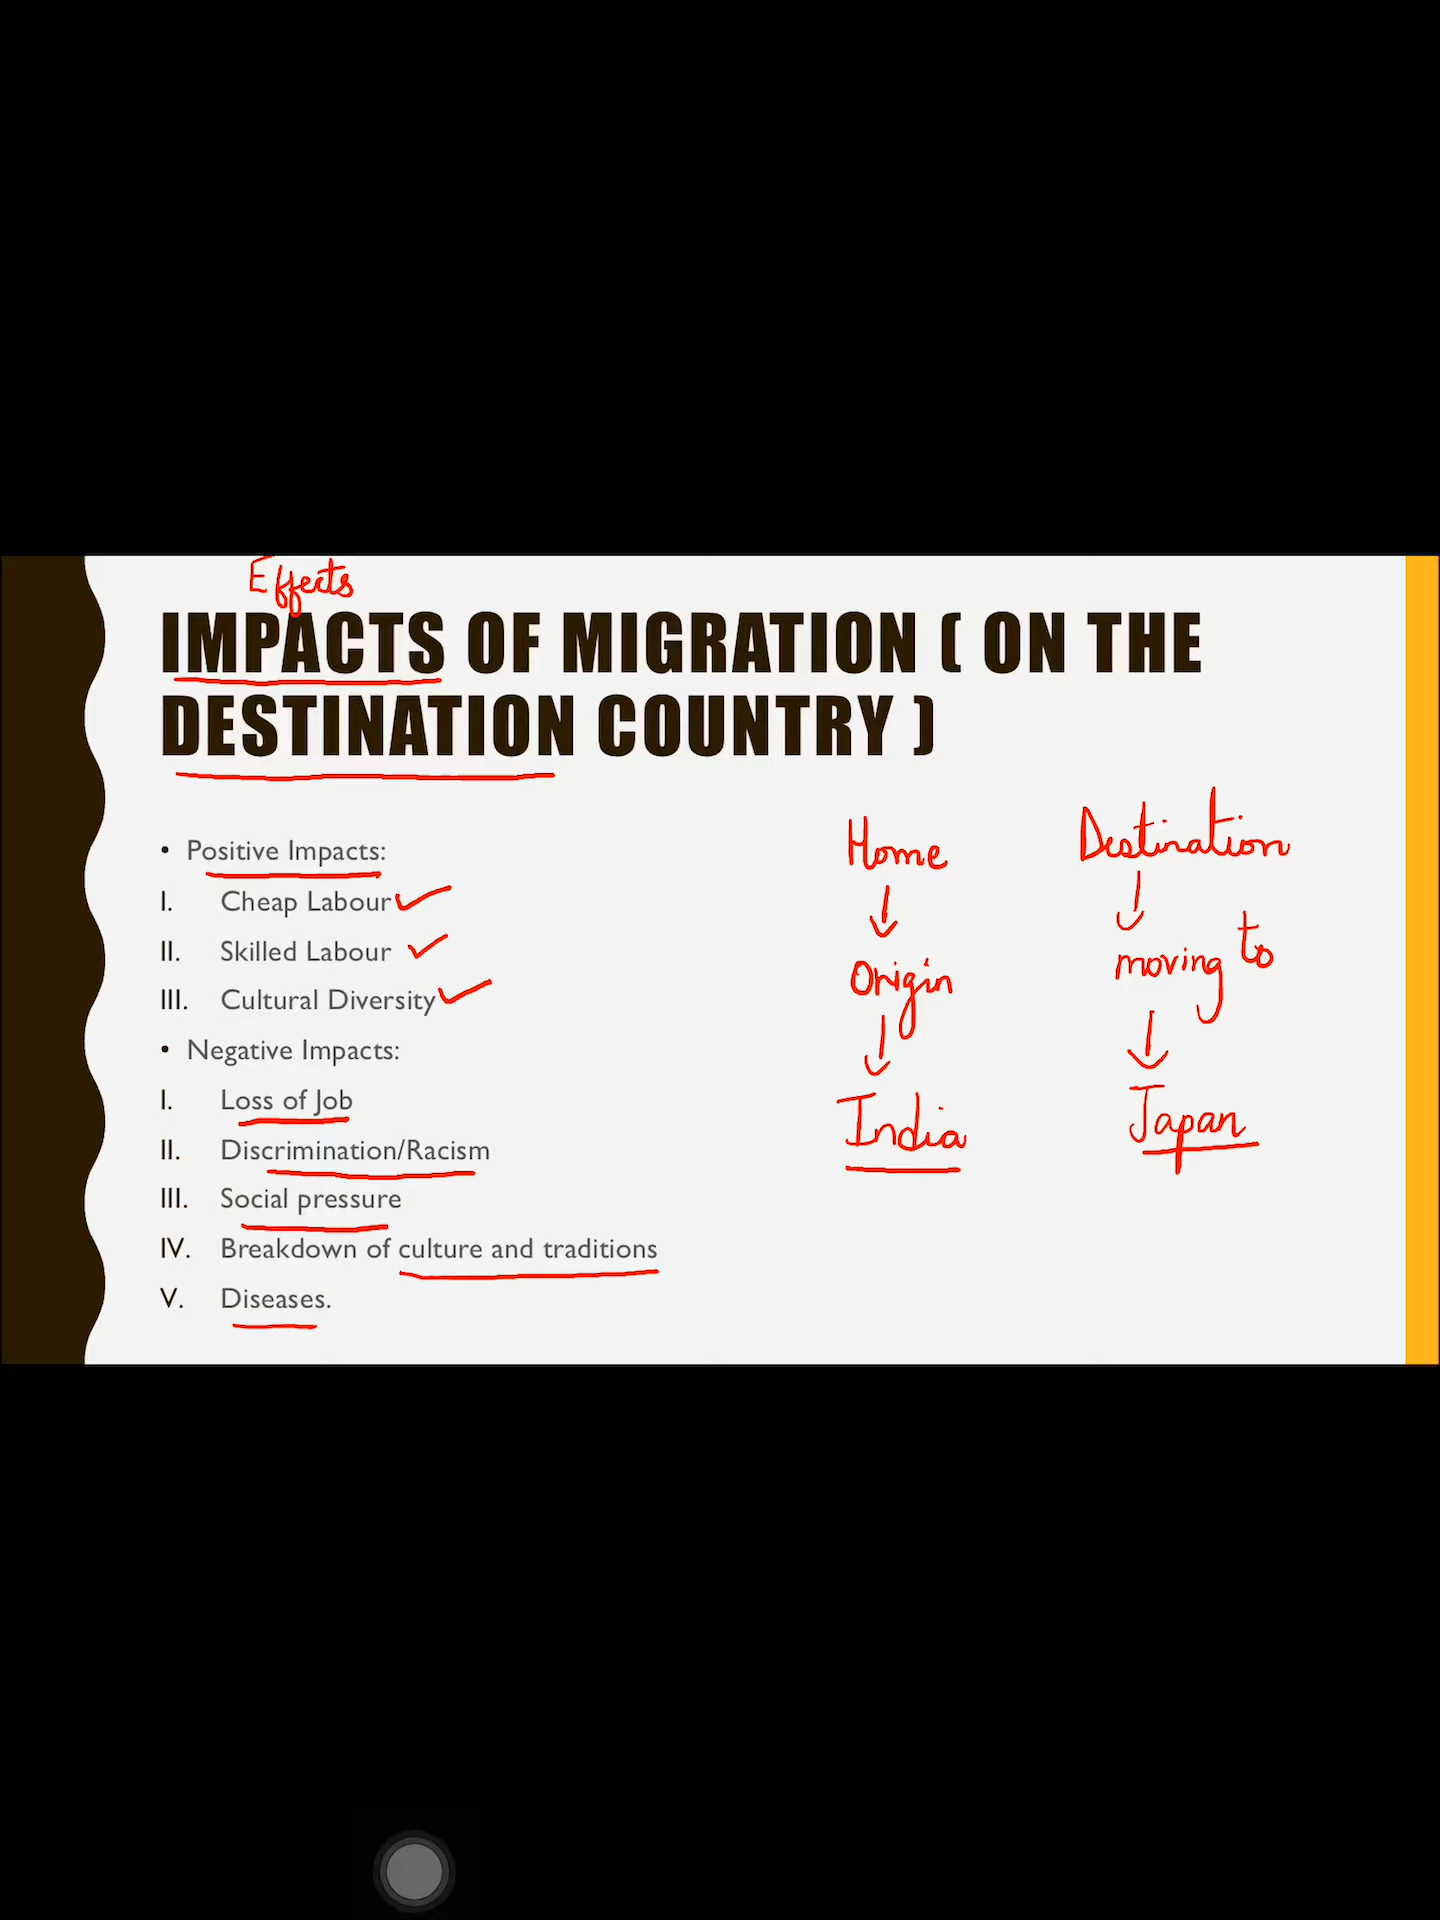 Effects
IMPACTS OF MIGRATION ( ON THE
DESTINATION COUNTRY )
• Positive Impacts:
I. Cheap Labour
II. Skilled Labour
III. Cultural Diversity
• Negative Impacts:
I. Loss of Job
II. Discrimination/Racism
III. Social pressure
IV. Breakdown of culture and traditions
V. Diseases.
Home
Origin
India
Destination
moving to
Japan